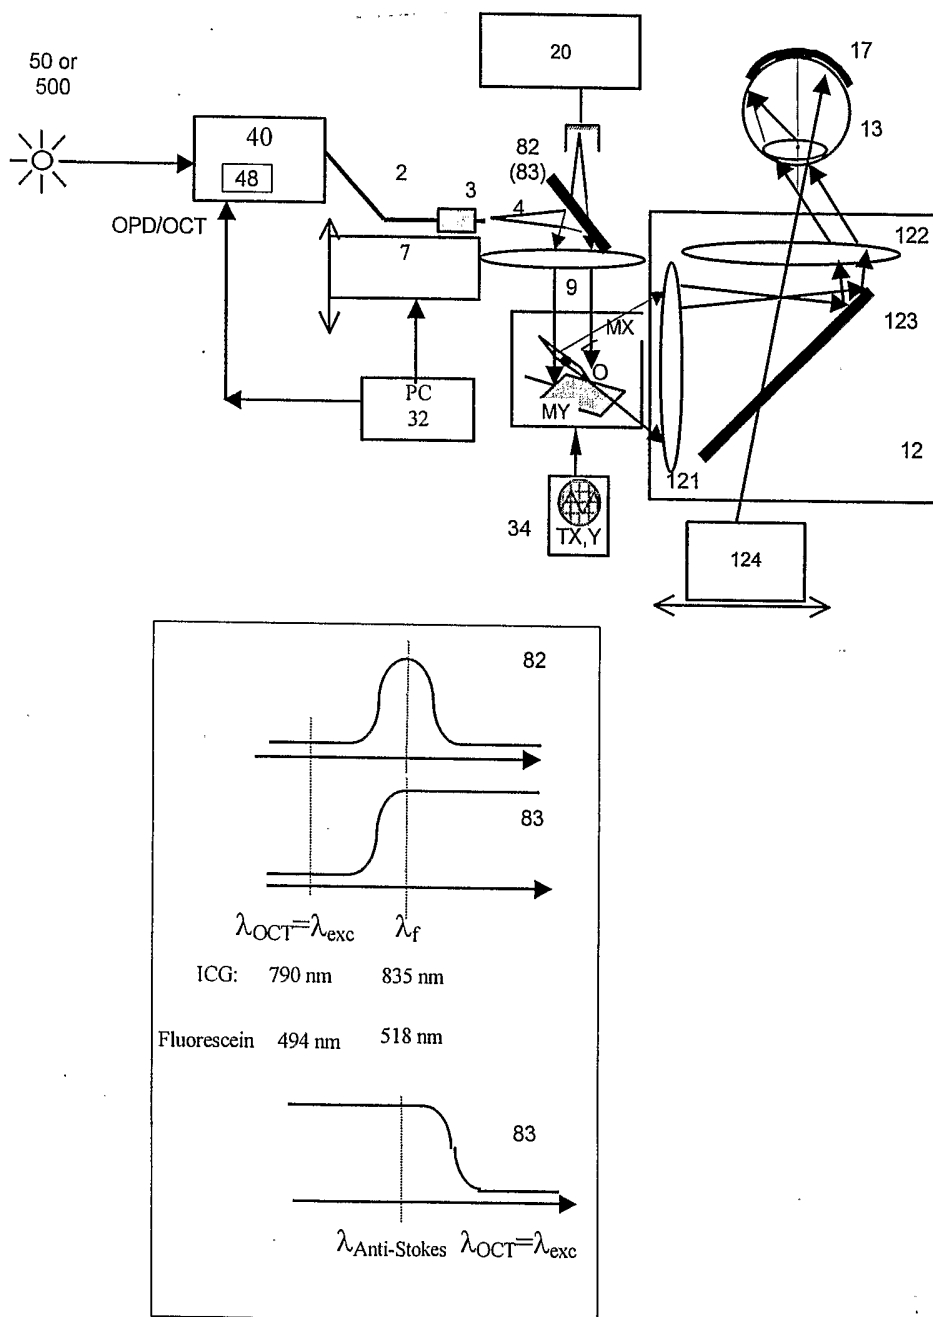 50 or
500
40
48
OPD/OCT
2
3
4
20
82
(83)
17
13
7
9
122
123
MX
O
MY
PC
32
121
12
34
TX,Y
124
82
83
λOCT=λexc λf
ICG: 790 nm 835 nm
Fluorescein 494 nm 518 nm
83
λAnti-Stokes λOCT=λexc